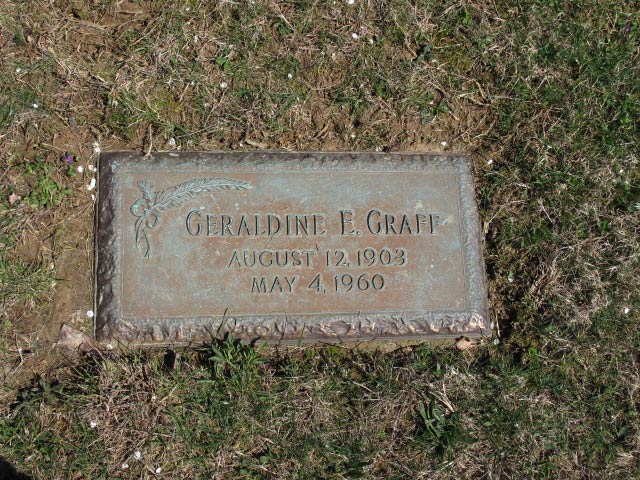 GERALDINE E. GRAFF
AUGUST 12, 1903
MAY 4, 1960